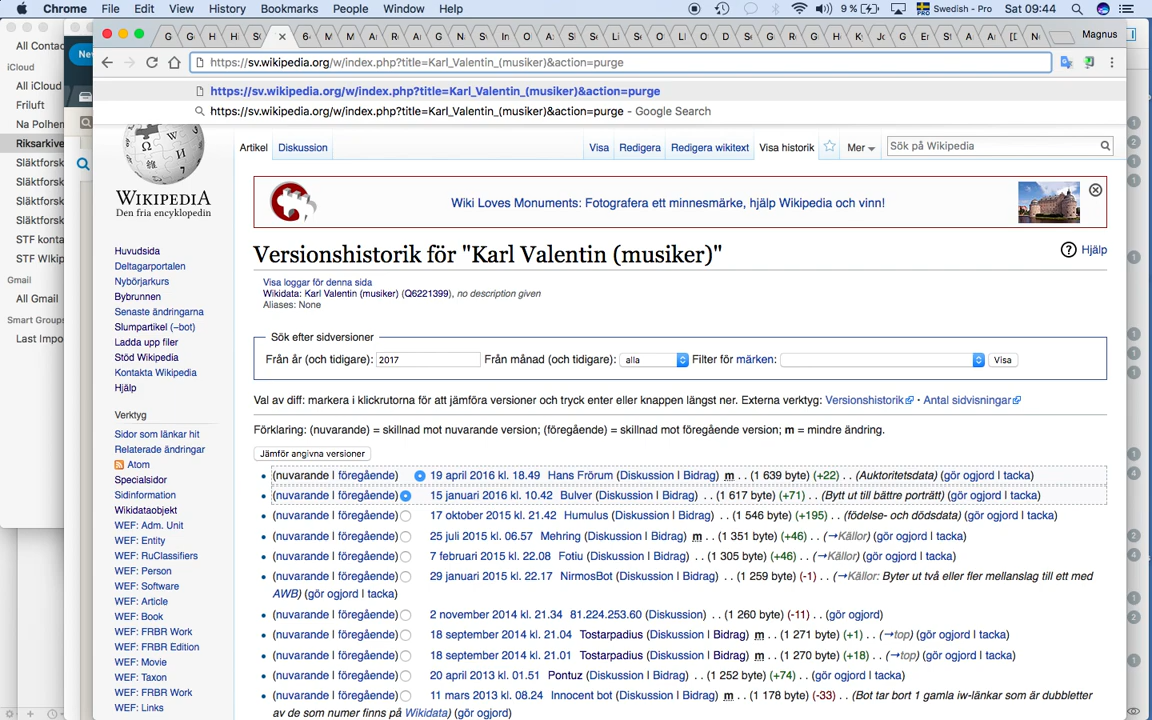 Chrome File Edit View History Bookmarks People Window Help 9 % Swedish - Pro Sat 09:44
Magnus
https://sv.wikipedia.org/w/index.php?title=Karl_Valentin_(musiker)&action=purge
https://sv.wikipedia.org/w/index.php?title=Karl_Valentin_(musiker)&action=purge
https://sv.wikipedia.org/w/index.php?title=Karl_Valentin_(musiker)&action=purge - Google Search
All Contac
iCloud
All iCloud
Friluft
Na Polhem
Riksarkive
Släktforsk
Släktforsk
Släktforsk
Släktforsk
STF konta
STF Wikip
Gmail
All Gmail
Smart Groups
Last Impo
New
WIKIPEDIA
Den fria encyklopedin
Artikel Diskussion Visa Redigera Redigera wikitext Visa historik Mer Sök på Wikipedia
Wiki Loves Monuments: Fotografera ett minnesmärke, hjälp Wikipedia och vinn!
Huvudsida
Deltagarportalen
Nybörjarkurs
Bybrunnen
Senaste ändringarna
Slumpartikel (−bot)
Ladda upp filer
Stöd Wikipedia
Kontakta Wikipedia
Hjälp
Verktyg
Sidor som länkar hit
Relaterade ändringar
Atom
Specialsidor
Sidinformation
Wikidataobjekt
WEF: Adm. Unit
WEF: Entity
WEF: RuClassifiers
WEF: Person
WEF: Software
WEF: Article
WEF: Book
WEF: FRBR Work
WEF: FRBR Edition
WEF: Movie
WEF: Taxon
WEF: FRBR Work
WEF: Links
Versionshistorik för "Karl Valentin (musiker)"
Hjälp
Visa loggar för denna sida
Wikidata: Karl Valentin (musiker) (Q6221399), no description given
Aliases: None
Sök efter sidversioner
Från år (och tidigare): 2017 Från månad (och tidigare): alla Filter för märken: Visa
Val av diff: markera i klickrutorna för att jämföra versioner och tryck enter eller knappen längst ner. Externa verktyg: Versionshistorik · Antal sidvisningar
Förklaring: (nuvarande) = skillnad mot nuvarande version; (föregående) = skillnad mot föregående version; m = mindre ändring.
Jämför angivna versioner
(nuvarande | föregående) 19 april 2016 kl. 18.49 Hans Frörum (Diskussion | Bidrag) m . . (1 639 byte) (+22) . . (Auktoritetsdata) (gör ogjord | tacka)
(nuvarande | föregående) 15 januari 2016 kl. 10.42 Bulver (Diskussion | Bidrag) . . (1 617 byte) (+71) . . (Bytt ut till bättre porträtt) (gör ogjord | tacka)
(nuvarande | föregående) 17 oktober 2015 kl. 21.42 Humulus (Diskussion | Bidrag) . . (1 546 byte) (+195) . . (födelse- och dödsdata) (gör ogjord | tacka)
(nuvarande | föregående) 25 juli 2015 kl. 06.57 Mehring (Diskussion | Bidrag) m . . (1 351 byte) (+46) . . (→Källor) (gör ogjord | tacka)
(nuvarande | föregående) 7 februari 2015 kl. 22.08 Fotiu (Diskussion | Bidrag) . . (1 305 byte) (+46) . . (→Källor) (gör ogjord | tacka)
(nuvarande | föregående) 29 januari 2015 kl. 22.17 NirmosBot (Diskussion | Bidrag) . . (1 259 byte) (-1) . . (→Källor: Byter ut två eller fler mellanslag till ett med
AWB) (gör ogjord | tacka)
(nuvarande | föregående) 2 november 2014 kl. 21.34 81.224.253.60 (Diskussion) . . (1 260 byte) (-11) . . (gör ogjord)
(nuvarande | föregående) 18 september 2014 kl. 21.04 Tostarpadius (Diskussion | Bidrag) m . . (1 271 byte) (+1) . . (→top) (gör ogjord | tacka)
(nuvarande | föregående) 18 september 2014 kl. 21.01 Tostarpadius (Diskussion | Bidrag) m . . (1 270 byte) (+18) . . (→top) (gör ogjord | tacka)
(nuvarande | föregående) 20 april 2013 kl. 01.51 Pontuz (Diskussion | Bidrag) . . (1 252 byte) (+74) . . (gör ogjord | tacka)
(nuvarande | föregående) 11 mars 2013 kl. 08.24 Innocent bot (Diskussion | Bidrag) m . . (1 178 byte) (-33) . . (Bot tar bort 1 gamla iw-länkar som är dubbletter
av de som numer finns på Wikidata) (gör ogjord)